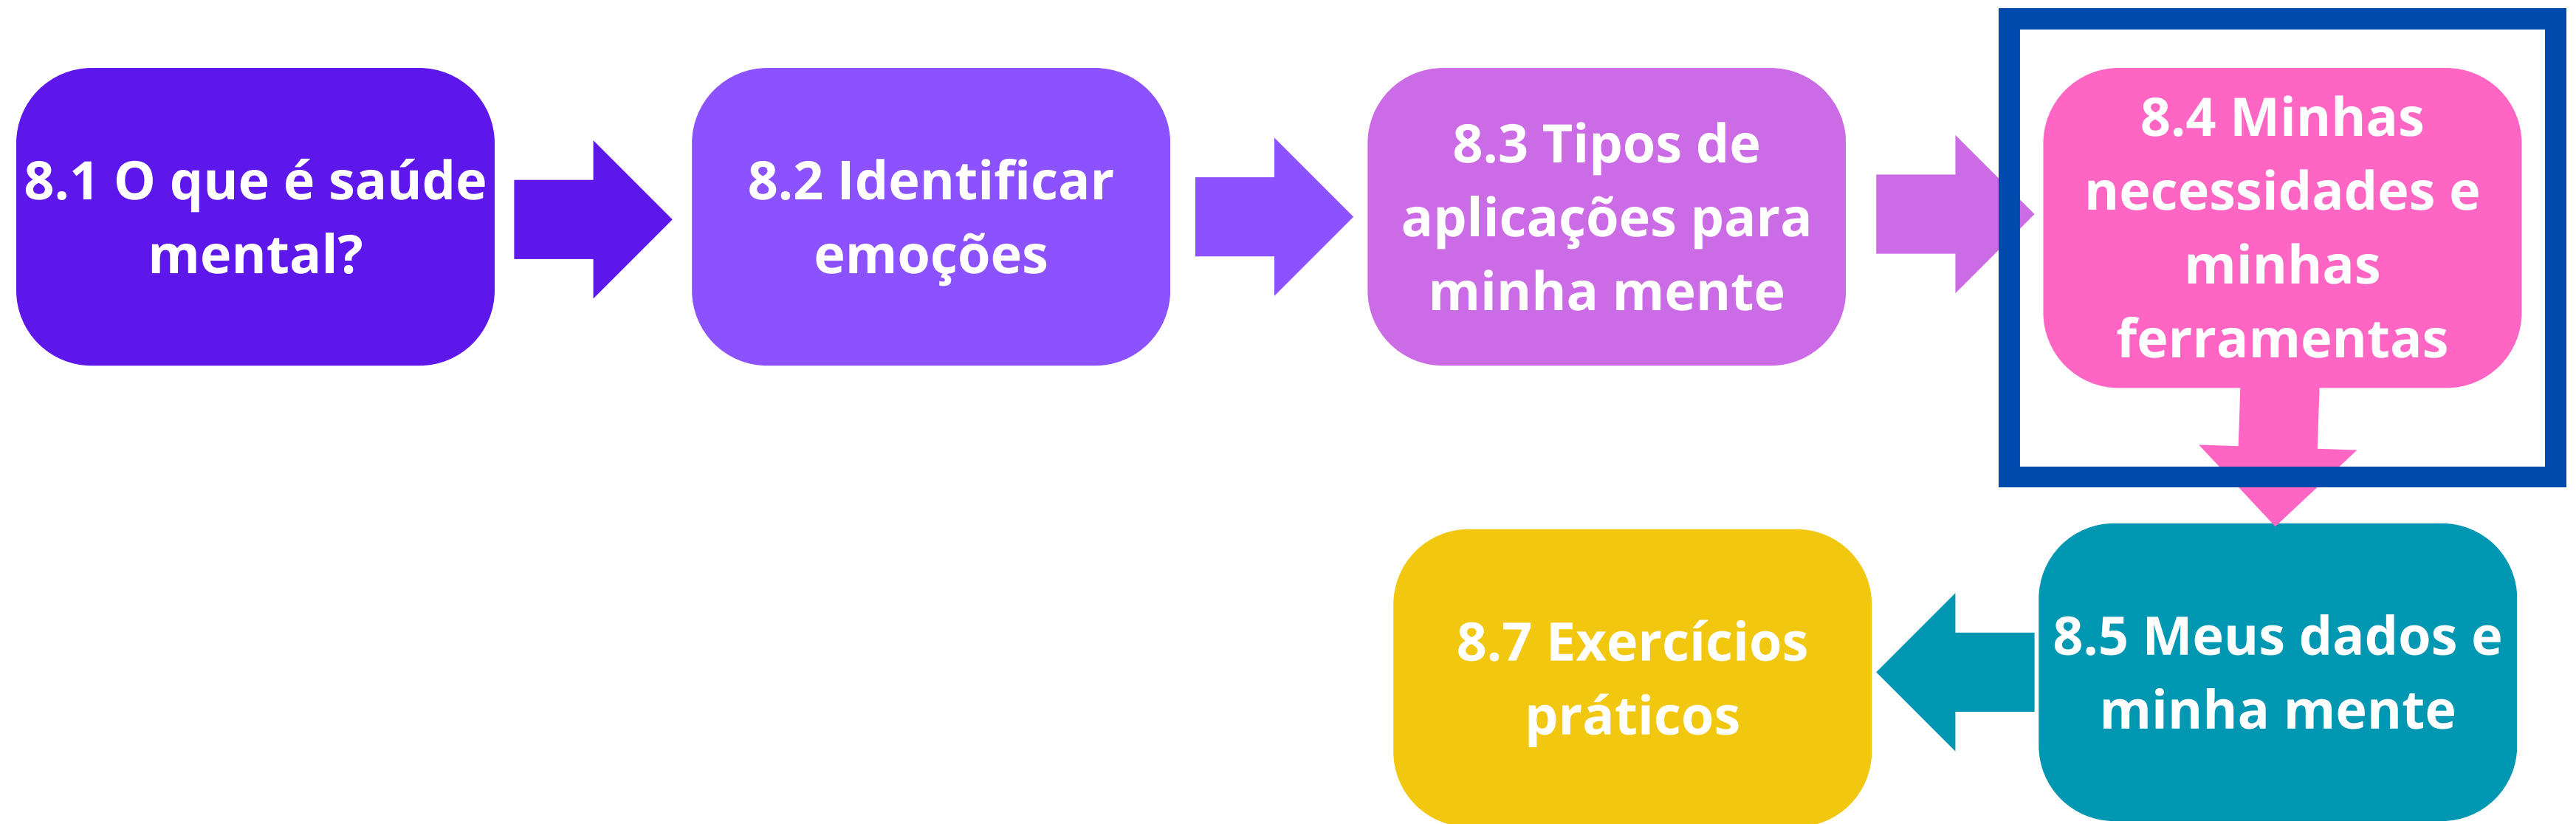 8.1 O que é saúde
mental?
8.2 Identificar
emoções
8.3 Tipos de
aplicações para
minha mente
8.4 Minhas
necessidades e
minhas
ferramentas
8.5 Meus dados e
minha mente
8.7 Exercícios
práticos